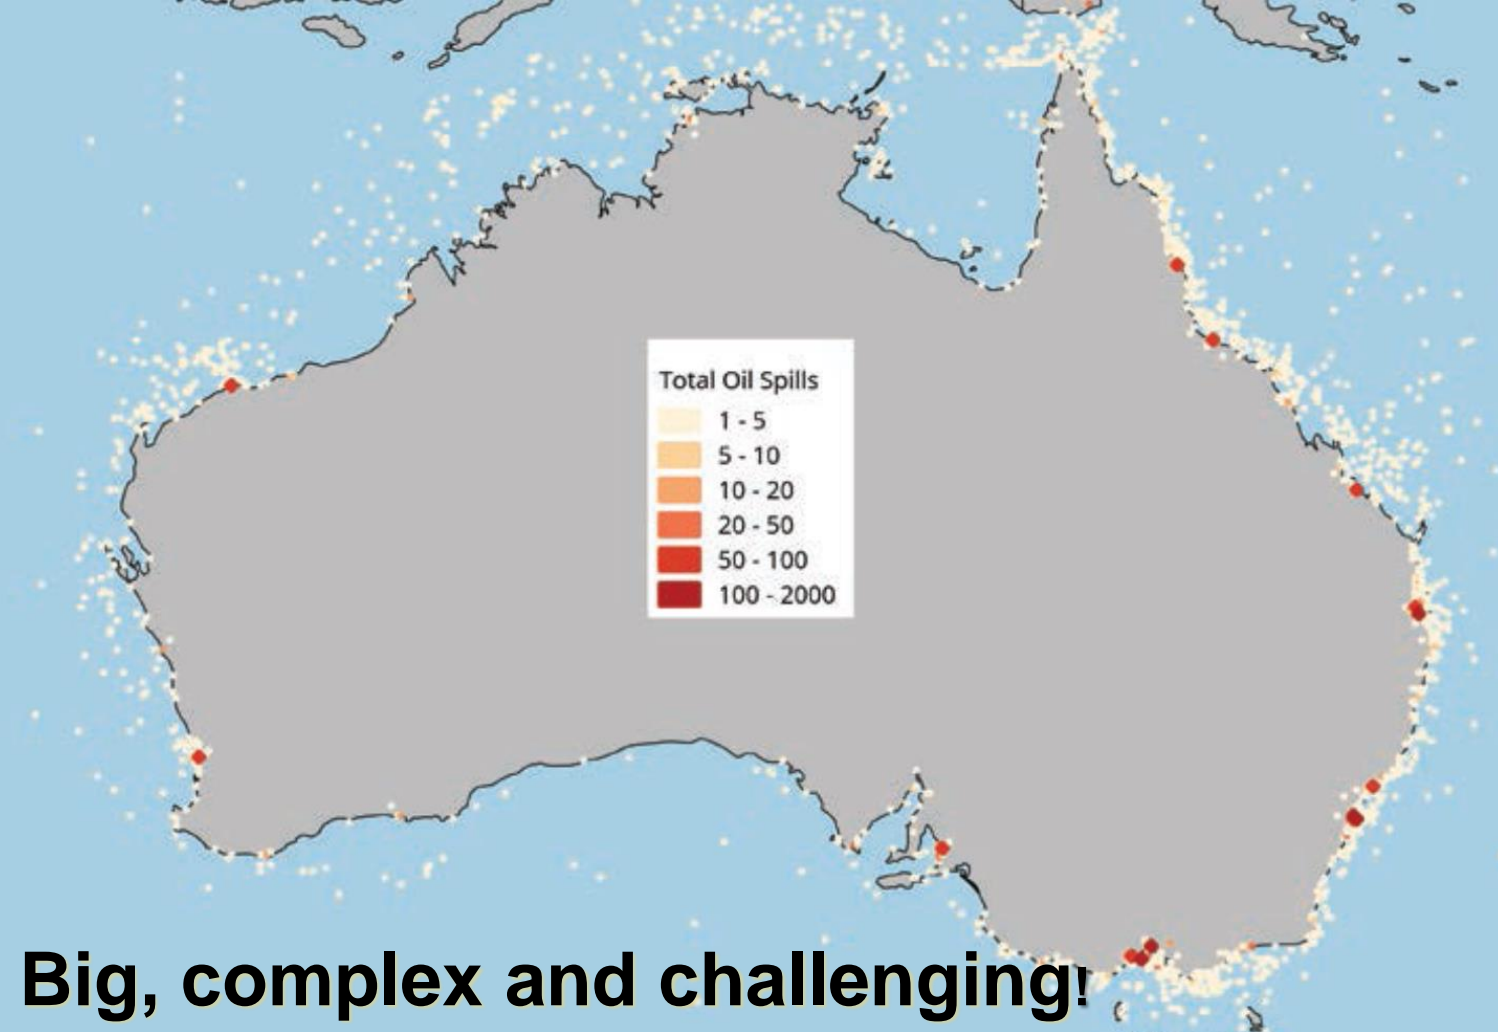 Total Oil Spills
1 - 5
5 - 10
10 - 20
20 - 50
50 - 100
100 - 2000
Big, complex and challenging!